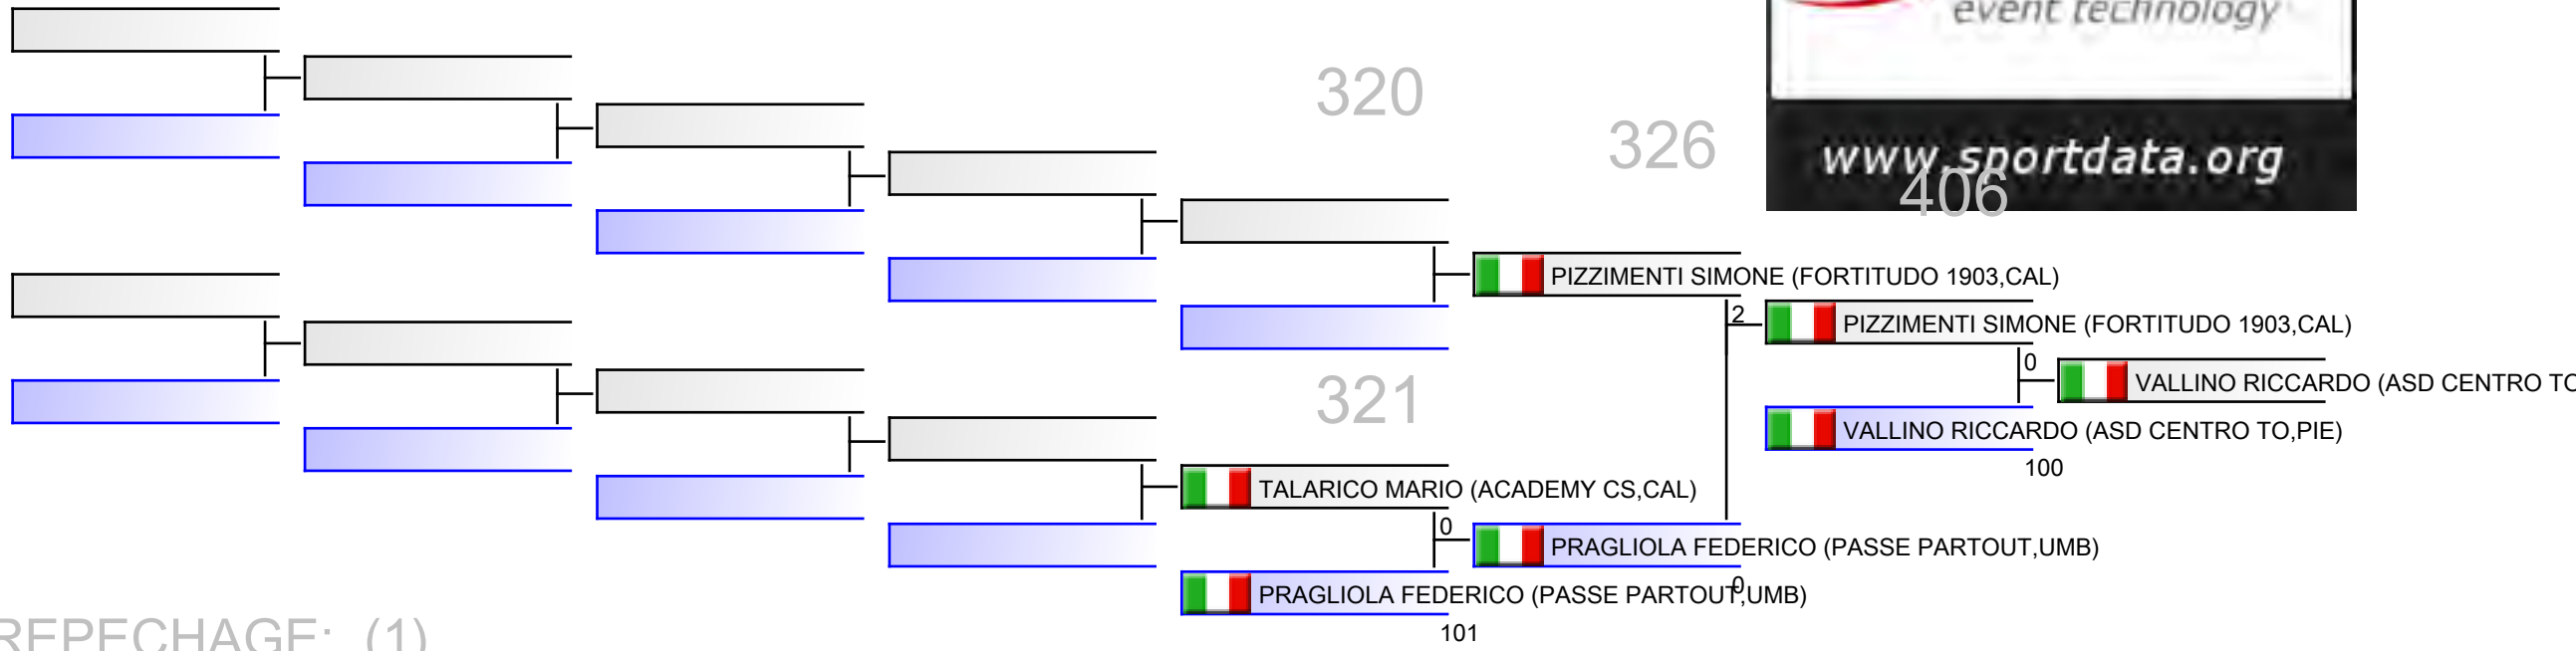 event technology
www.sportdata.org
320
326
406
PIZZIMENTI SIMONE (FORTITUDO 1903,CAL)
2
PIZZIMENTI SIMONE (FORTITUDO 1903,CAL)
0
VALLINO RICCARDO (ASD CENTRO TO
321
VALLINO RICCARDO (ASD CENTRO TO,PIE)
100
TALARICO MARIO (ACADEMY CS,CAL)
0
PRAGLIOLA FEDERICO (PASSE PARTOUT,UMB)
0
PRAGLIOLA FEDERICO (PASSE PARTOUT,UMB)
101
REPECHAGE: (1)